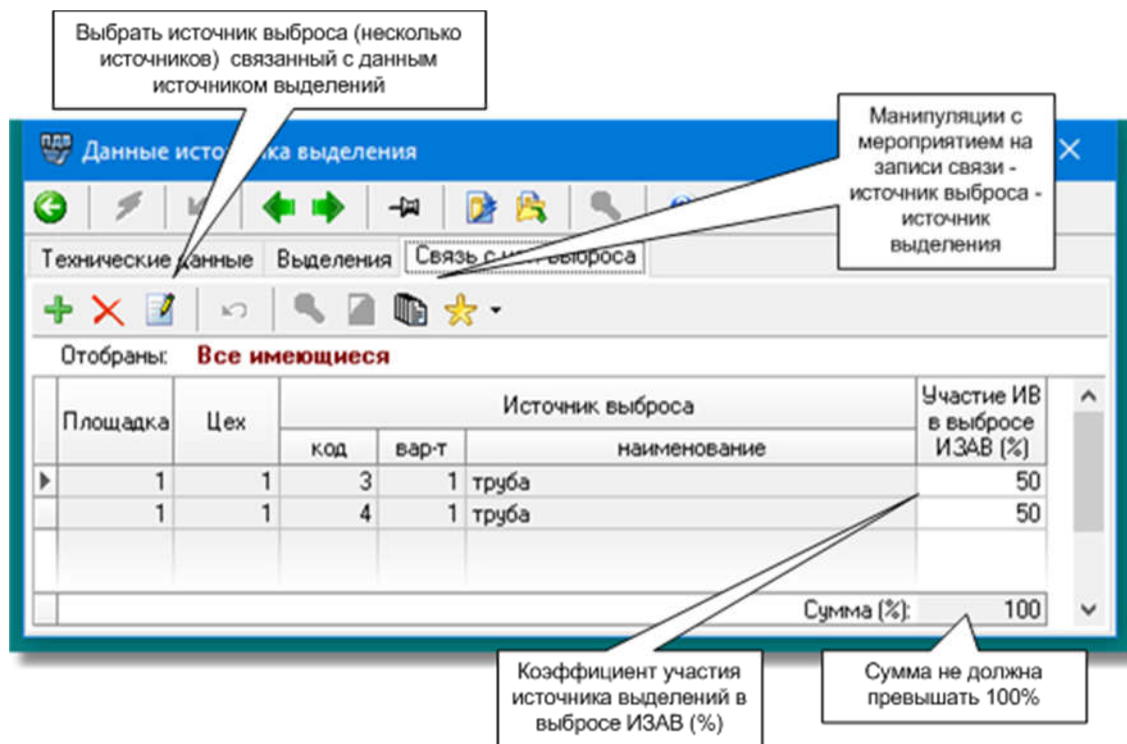 Выбрать источник выброса (несколько
источников) связанный с данным
источником выделений
Манипуляции с
мероприятием на
записи связи -
источник выброса -
источник
выделения
Данные источника выделения
Технические данные Выделения Связь с ист. выброса
Отобраны: Все имеющиеся
Площадка Цех Источник выброса Участие ИВ
в выбросе
ИЗАВ (%)
код вар-т наименование
1 1 3 1 труба 50
1 1 4 1 труба 50
Сумма (%): 100
Коэффициент участия
источника выделений в
выбросе ИЗАВ (%)
Сумма не должна
превышать 100%